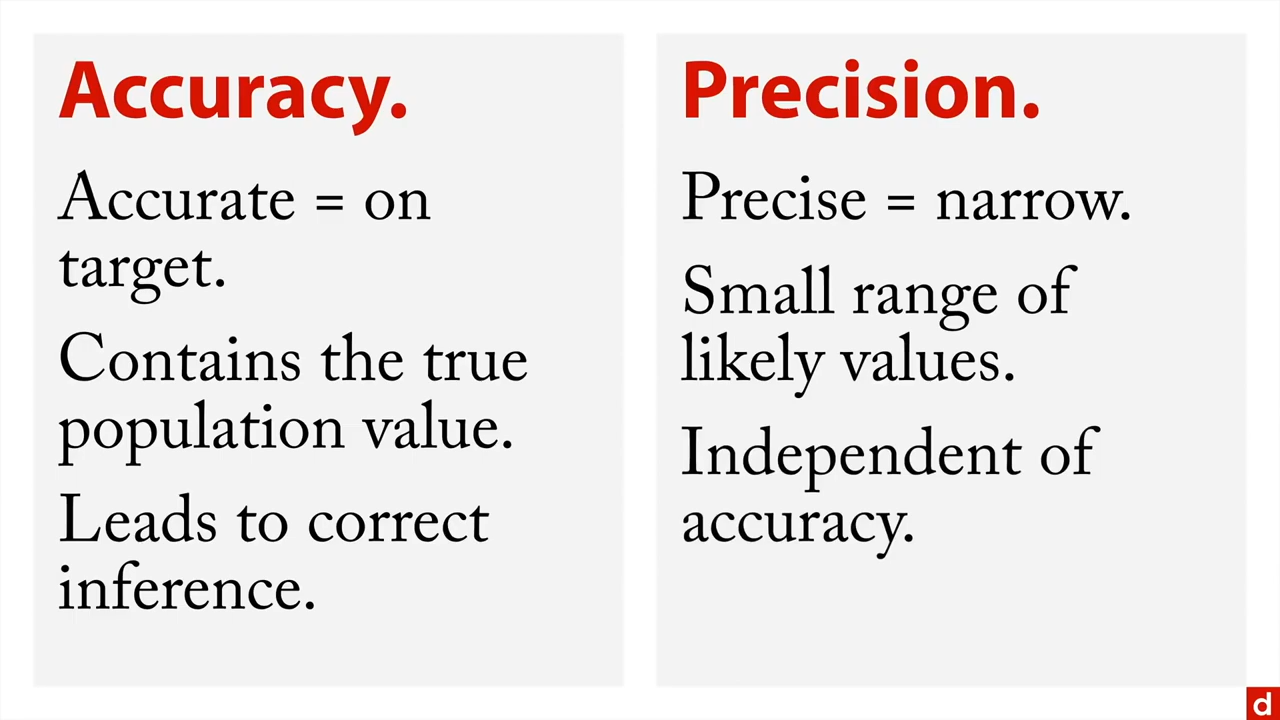 Accuracy.
Accurate = on
target.
Contains the true
population value.
Leads to correct
inference.
Precision.
Precise = narrow.
Small range of
likely values.
Independent of
accuracy.
d